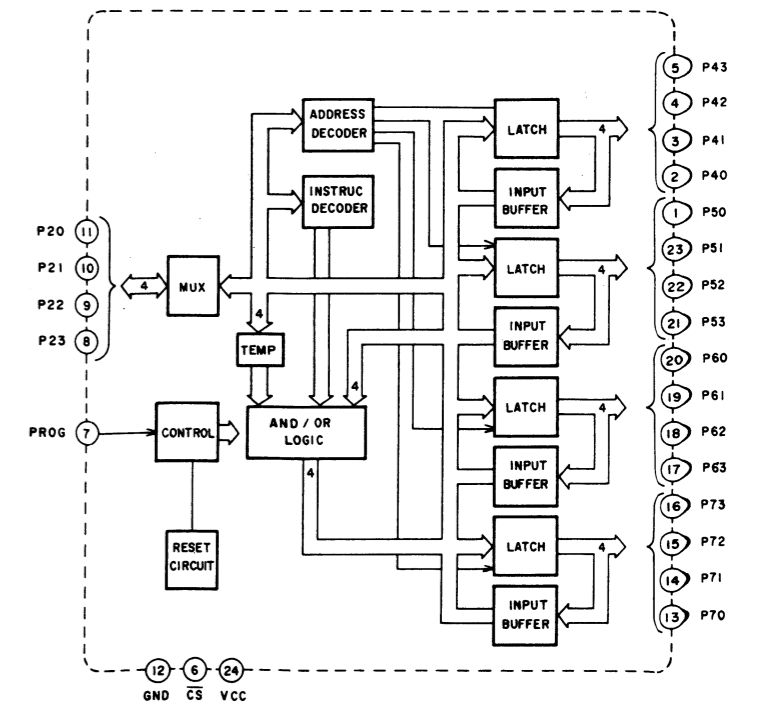 5 P43
ADDRESS
DECODER
LATCH
4
4 P42
3 P41
INSTRUC
DECODER
INPUT
BUFFER
2 P40
1 P50
P20 11
23 P51
P21 10
4
MUX
LATCH
4
22 P52
P22 9
4
21 P53
P23 8
TEMP
INPUT
BUFFER
20 P60
4
19 P61
LATCH
4
PROG 7
CONTROL
AND / OR
LOGIC
18 P62
4
INPUT
BUFFER
17 P63
16 P73
RESET
CIRCUIT
LATCH
4
15 P72
14 P71
INPUT
BUFFER
13 P70
12 6 24
GND CS VCC